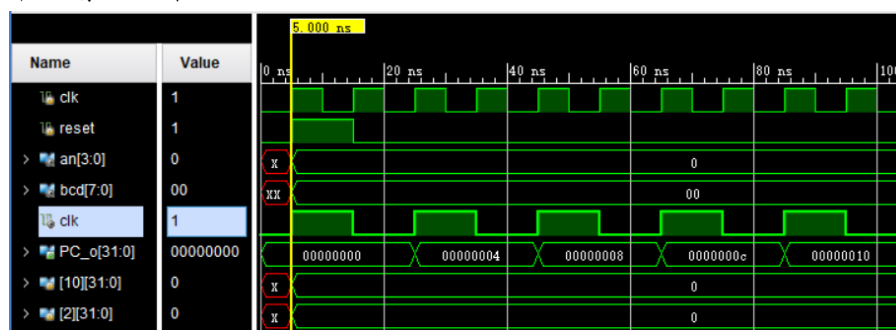 5.000 ns
Name Value 0 ns 20 ns 40 ns 60 ns 80 ns 100
clk 1
reset 1
an[3:0] 0 X 0
bcd[7:0] 00 XX 00
clk 1
PC_o[31:0] 00000000 00000000 00000004 00000008 0000000c 00000010
[10][31:0] 0 X 0
[2][31:0] 0 X 0